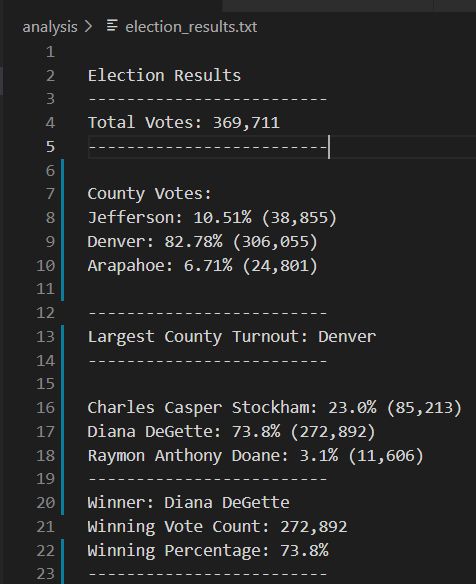 analysis > election_results.txt
1
2 Election Results
3 -------------------------
4 Total Votes: 369,711
5 -------------------------
6
7 County Votes:
8 Jefferson: 10.51% (38,855)
9 Denver: 82.78% (306,055)
10 Arapahoe: 6.71% (24,801)
11
12 -------------------------
13 Largest County Turnout: Denver
14 -------------------------
15
16 Charles Casper Stockham: 23.0% (85,213)
17 Diana DeGette: 73.8% (272,892)
18 Raymon Anthony Doane: 3.1% (11,606)
19 -------------------------
20 Winner: Diana DeGette
21 Winning Vote Count: 272,892
22 Winning Percentage: 73.8%
23 -------------------------